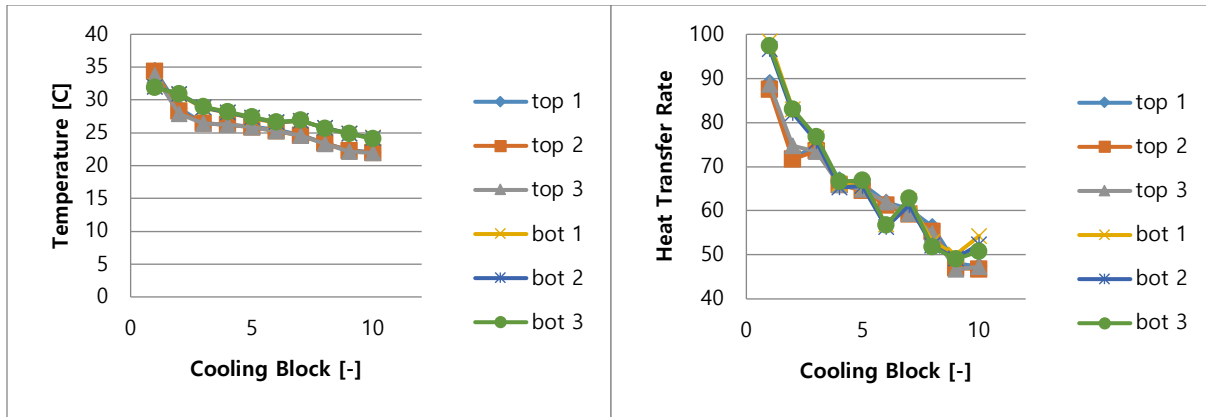 40
35
30
25
20
15
10
5
0
0
5
10
Temperature [C]
Cooling Block [-]
top 1
top 2
top 3
bot 1
bot 2
bot 3
100
90
80
70
60
50
40
0
5
10
Heat Transfer Rate
Cooling Block [-]
top 1
top 2
top 3
bot 1
bot 2
bot 3